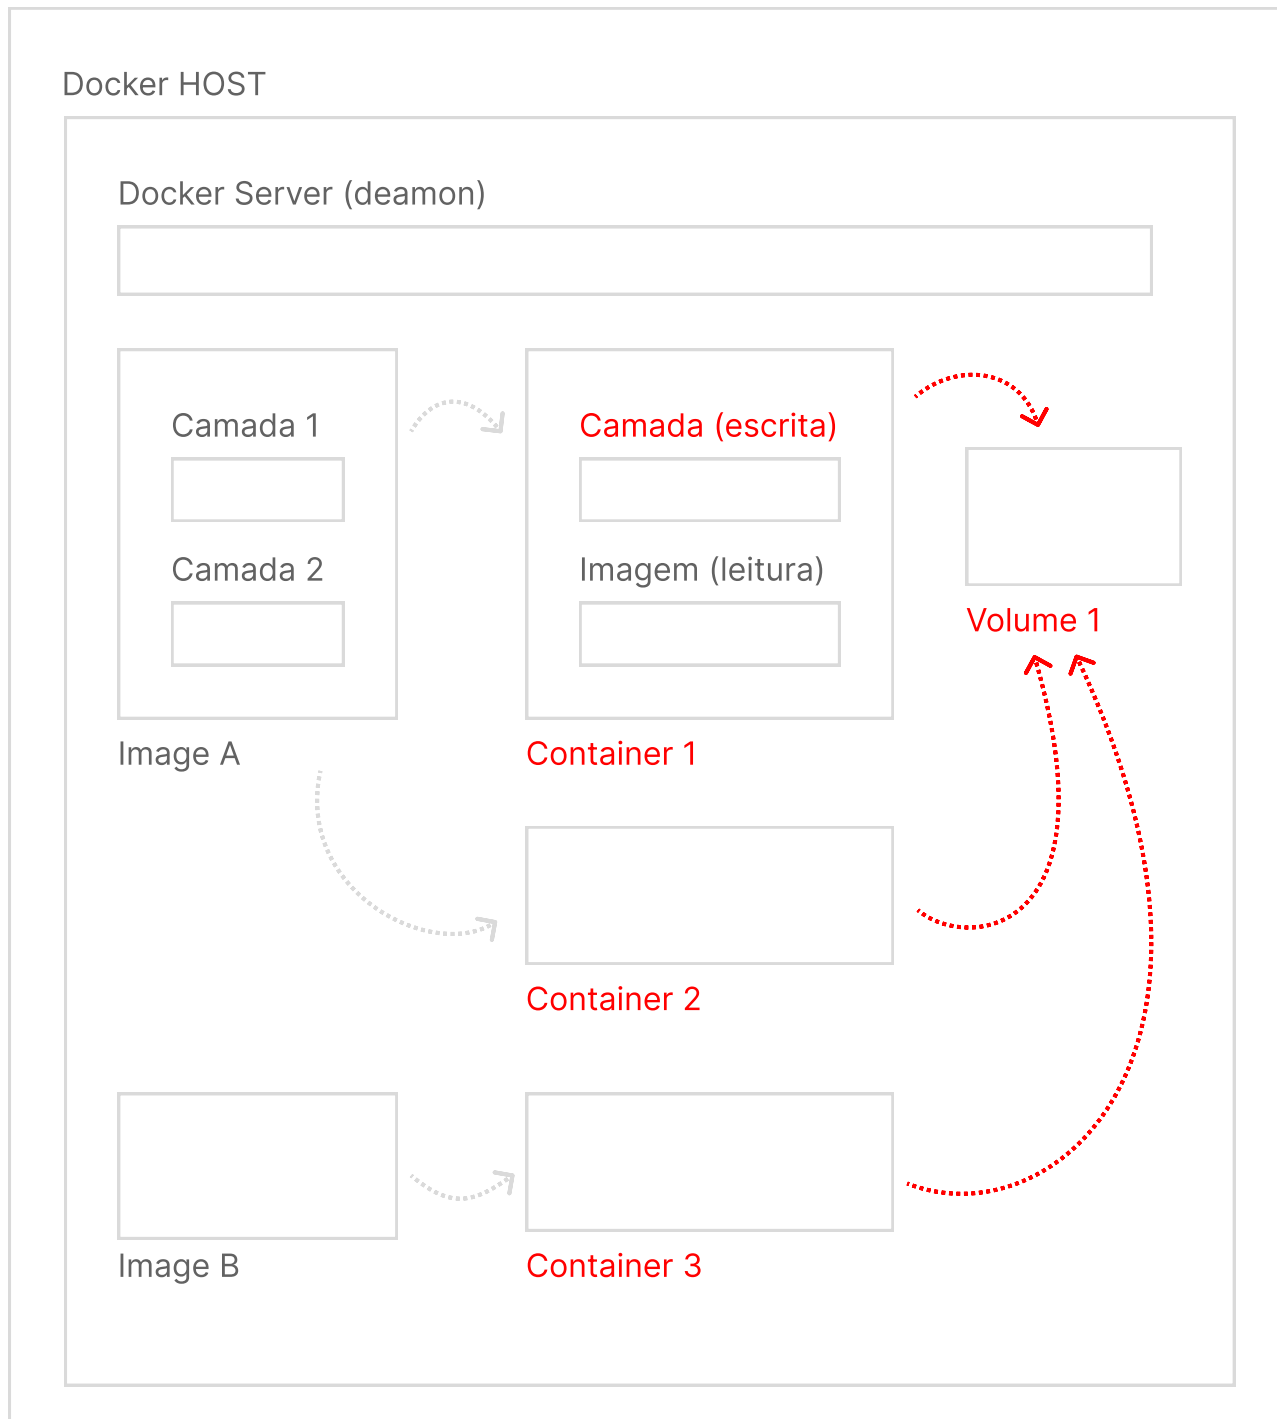 Docker HOST
Docker Server (deamon)
Camada 1
Camada 2
Image A
Camada (escrita)
Imagem (leitura)
Container 1
Volume 1
Container 2
Image B
Container 3